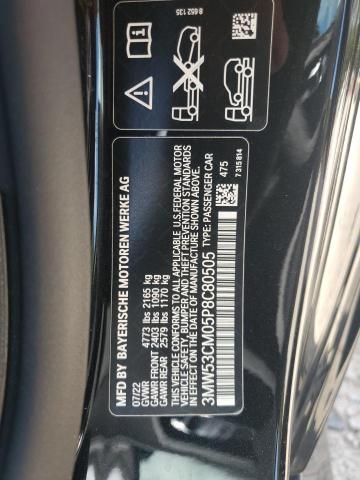 MFD BY BAYERISCHE MOTOREN WERKE AG
07/22
GVWR 4773 lbs 2165 kg
GAWR FRONT 2403 lbs 1090 kg
GAWR REAR 2579 lbs 1170 kg
THIS VEHICLE CONFORMS TO ALL APPLICABLE U.S. FEDERAL MOTOR
VEHICLE SAFETY, BUMPER AND THEFT PREVENTION STANDARDS
IN EFFECT ON THE DATE OF MANUFACTURE SHOWN ABOVE.
3MW53CM05P8C80505 TYPE: PASSENGER CAR
475
7 315 814
8 652 135